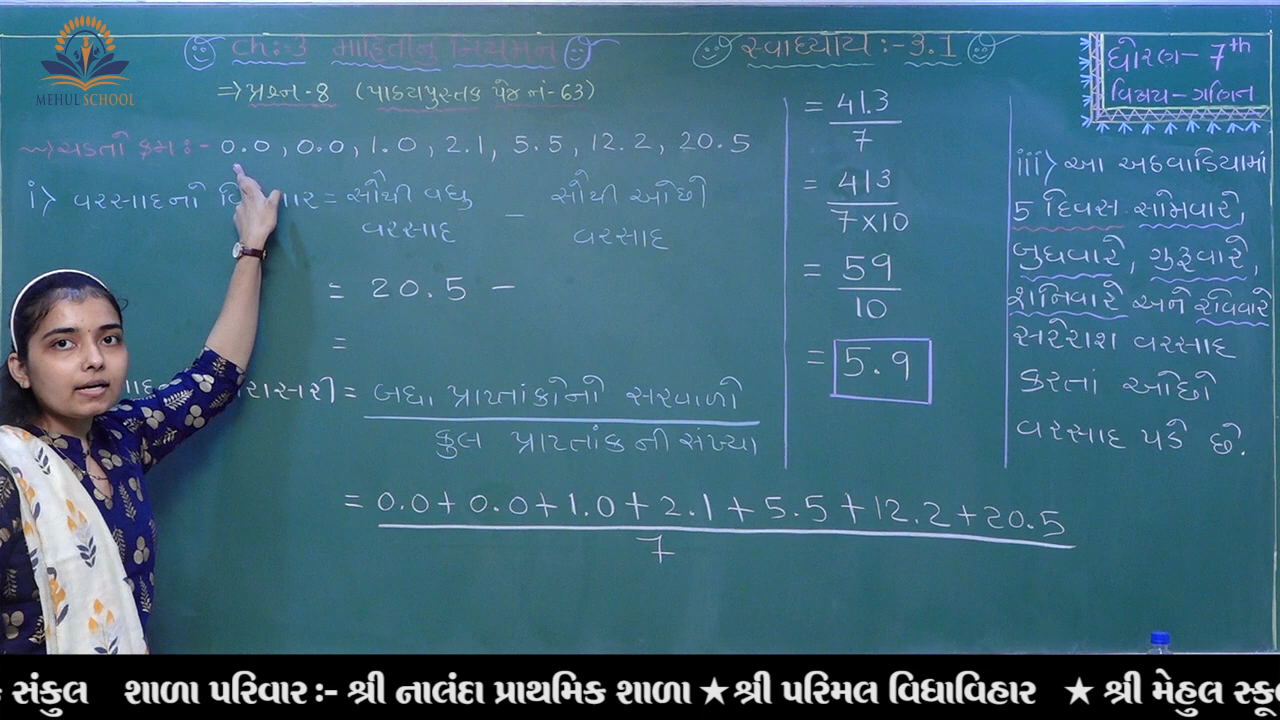 MEHUL SCHOOL
ch:-3 માહિતીનું નિયમન
સ્વાધ્યાય :- 3.1
ધોરણ- 7th
વિષય- ગણિત
⇒ પ્રશ્ન-8 (પાઠ્યપુસ્તક પેજ નં-63)
ચડતો ક્રમ :- 0.0, 0.0, 1.0, 2.1, 5.5, 12.2, 20.5
i> વરસાદનો = સૌથી વધુ વરસાદ - સૌથી ઓછો વરસાદ
= 20.5 -
=
= બધા પ્રાપ્તાંકોનો સરવાળો
કુલ પ્રાપ્તાંકની સંખ્યા
= 0.0 + 0.0 + 1.0 + 2.1 + 5.5 + 12.2 + 20.5
7
= 41.3
7
= 413
7×10
= 59
10
= 5.9
iii> આ અઠવાડિયામાં
5 દિવસ સોમવારે,
બુધવારે, ગુરૂવારે,
શનિવારે અને રવિવારે
સરેરાશ વરસાદ
કરતાં ઓછો
વરસાદ પડે છે.
સંકુલ શાળા પરિવાર :- શ્રી નાલંદા પ્રાથમિક શાળા ★ શ્રી પરિમલ વિધાવિહાર ★ શ્રી મેહુલ